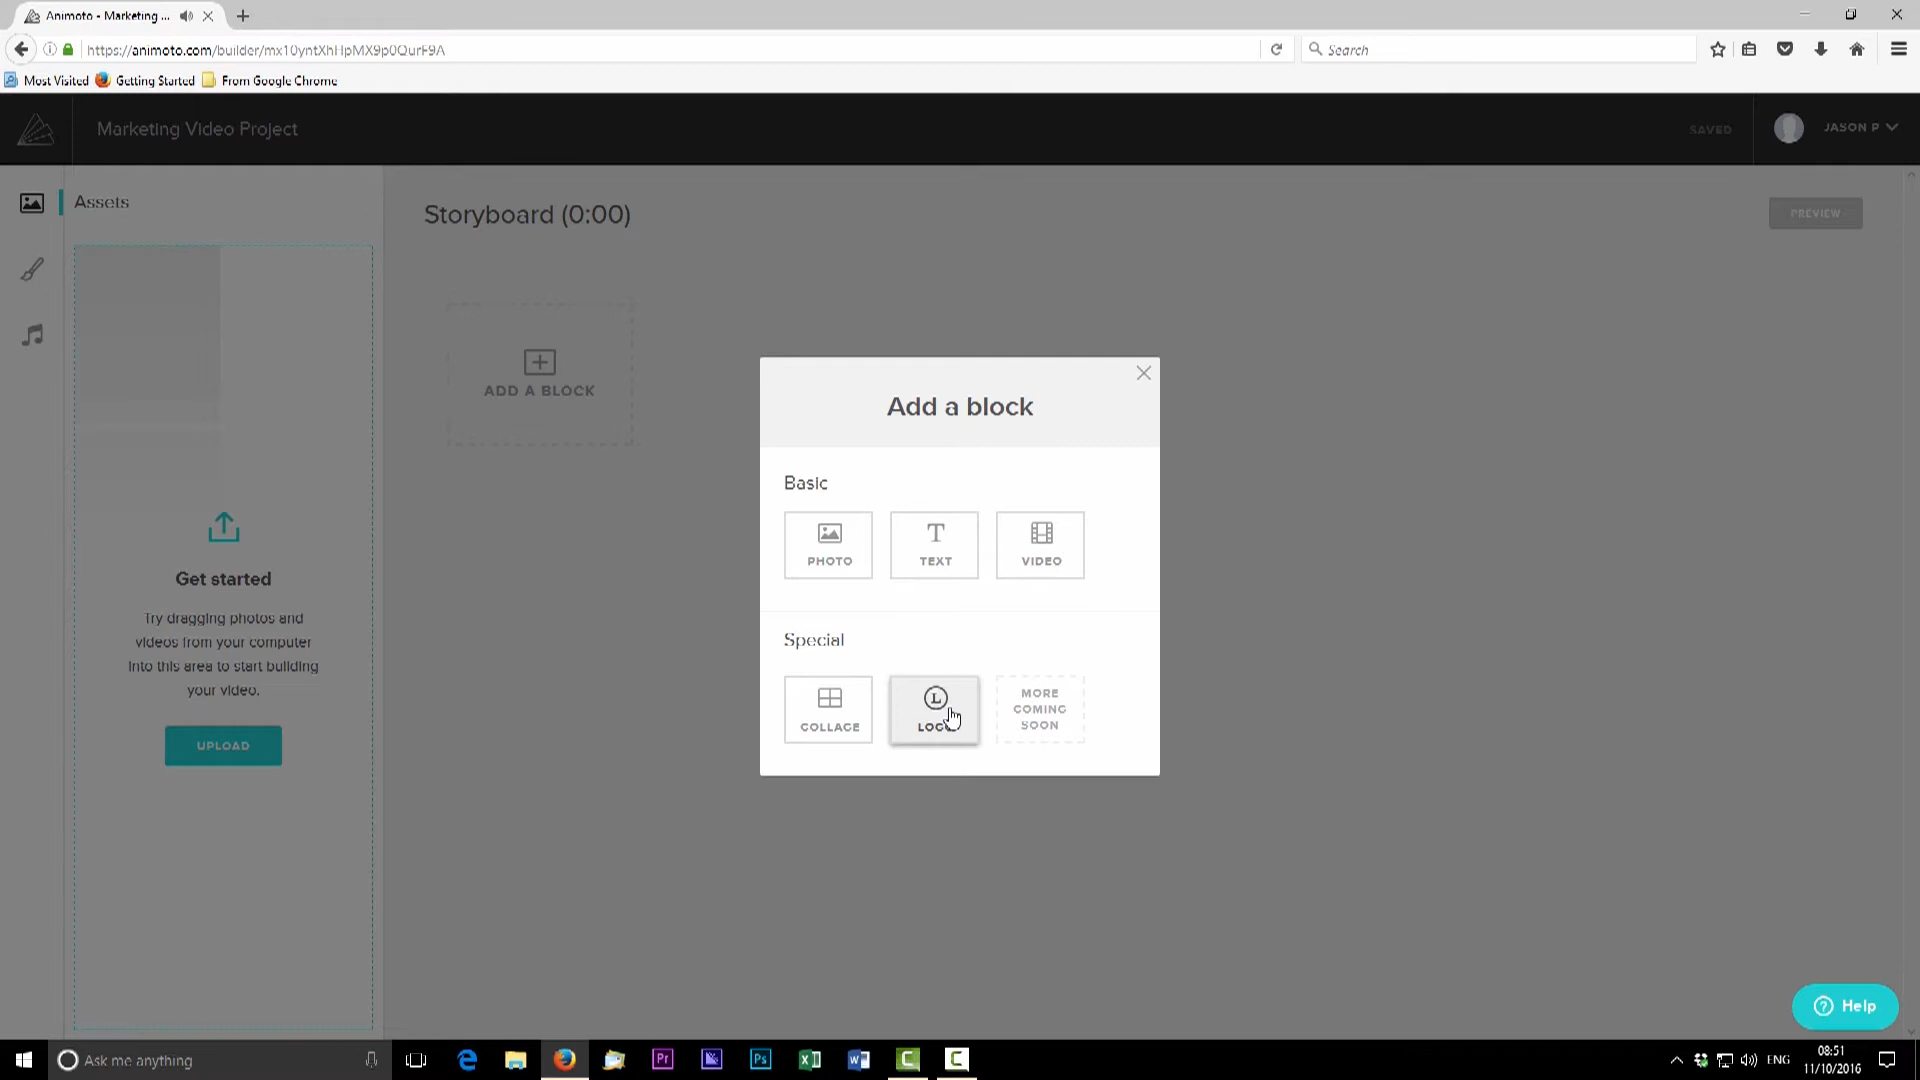 Animoto - Marketing ...
https://animoto.com/builder/mx10yntXhHpMX9p0QurF9A
Search
Most Visited
Getting Started
From Google Chrome
Marketing Video Project
SAVED
JASON P
Assets
Storyboard (0:00)
PREVIEW
ADD A BLOCK
Add a block
Basic
PHOTO
TEXT
VIDEO
Special
COLLAGE
L
MORE
COMING
SOON
Get started
Try dragging photos and
videos from your computer
into this area to start building
your video.
UPLOAD
Help
Ask me anything
Pr
Ps
ENG
08:51
11/10/2016